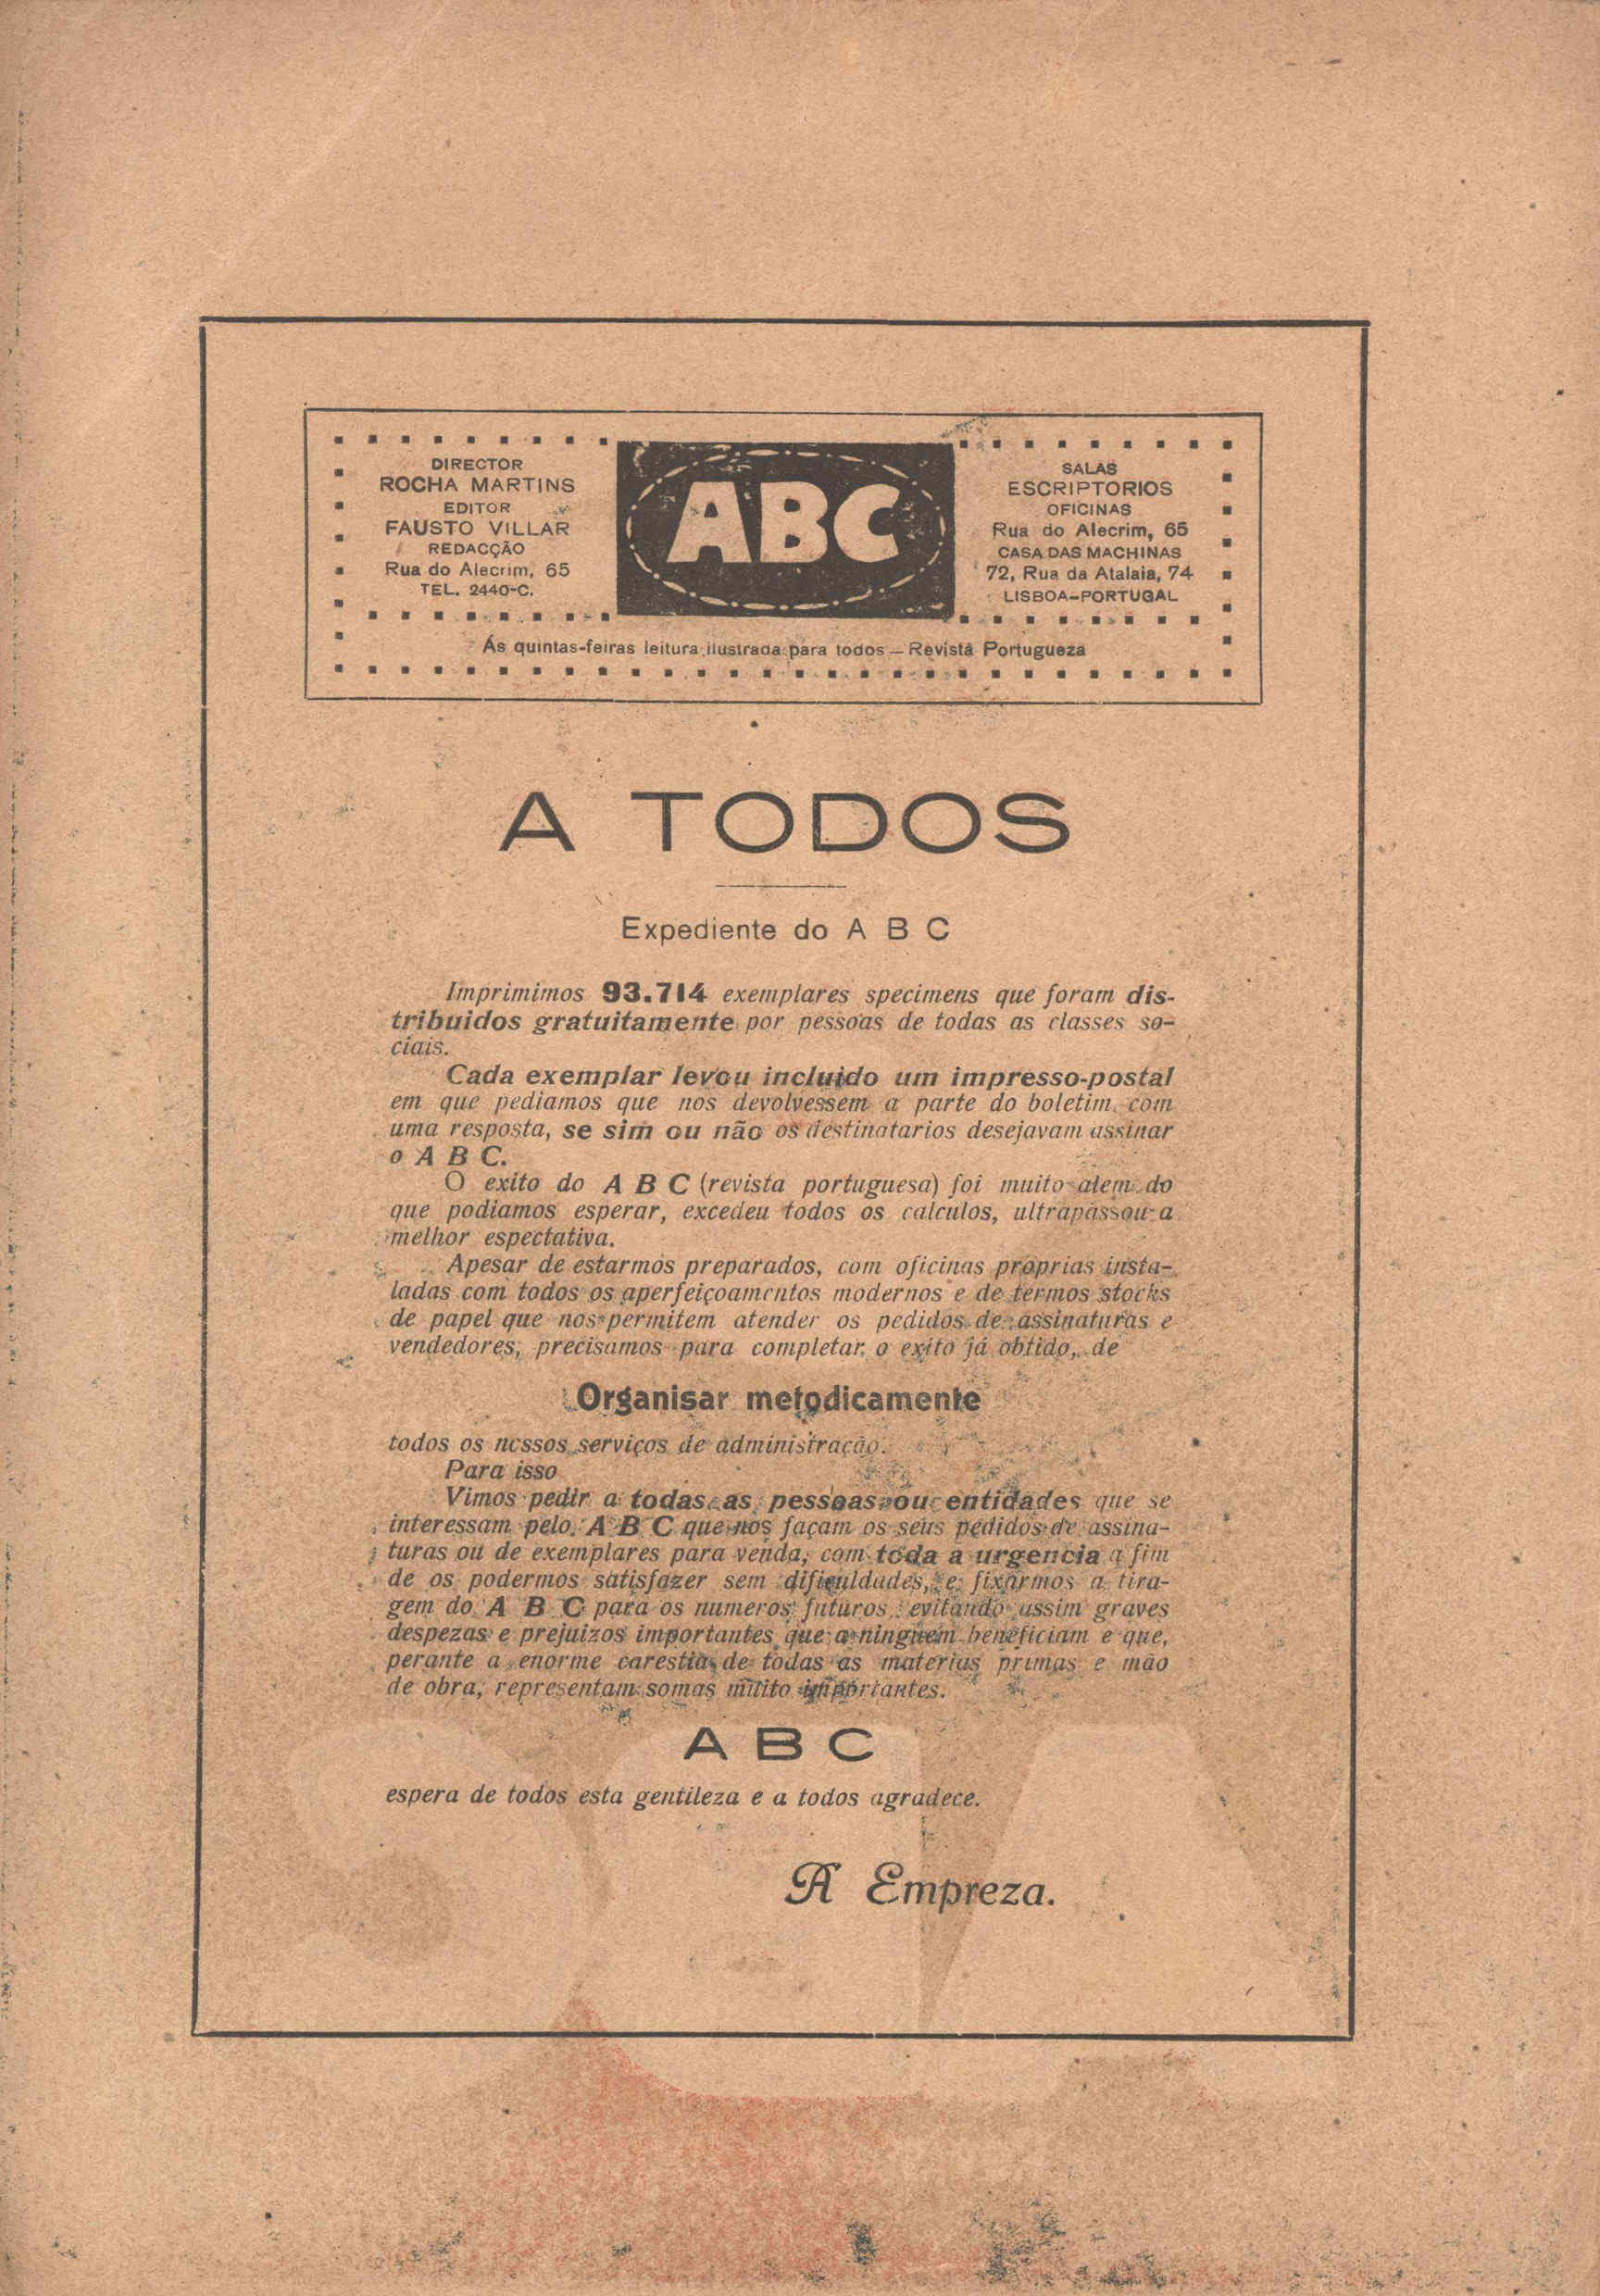 DIRECTOR
ROCHA MARTINS
EDITOR
FAUSTO VILLAR
REDACÇÃO
Rua do Alecrim, 65
TEL. 2440-C.
ABC
SALAS
ESCRIPTORIOS
OFICINAS
Rua do Alecrim, 65
CASA DAS MACHINAS
72, Rua da Atalaia, 74
LISBOA-PORTUGAL
Ás quintas-feiras leitura ilustrada para todos — Revista Portugueza
A TODOS
Expediente do A B C
Imprimimos 93.714 exemplares specimens que foram dis-
tribuidos gratuitamente por pessoas de todas as classes so-
ciais.
Cada exemplar levou incluido um impresso-postal
em que pediamos que nos devolvessem a parte do boletim com
uma resposta, se sim ou não os destinatarios desejavam assinar
o A B C.
O exito do A B C (revista portuguesa) foi muito alem do
que podiamos esperar, excedeu todos os calculos, ultrapassou a
melhor espectativa.
Apesar de estarmos preparados, com oficinas proprias insta-
ladas com todos os aperfeiçoamentos modernos e de termos stocks
de papel que nos permitem atender os pedidos de assinaturas e
vendedores, precisamos para completar o exito já obtido, de
Organisar metodicamente
todos os nossos serviços de administração.
Para isso
Vimos pedir a todas as pessoas ou entidades que se
interessam pelo A B C que nos façam os seus pedidos de assina-
turas ou de exemplares para venda, com toda a urgencia a fim
de os podermos satisfazer sem dificuldades, e fixarmos a tira-
gem do A B C para os numeros futuros evitando assim graves
despezas e prejuizos importantes que a ninguem beneficiam e que,
perante a enorme carestia de todas as materias primas e mão
de obra, representam somas muito importantes.
A B C
espera de todos esta gentileza e a todos agradece.
A Empreza.